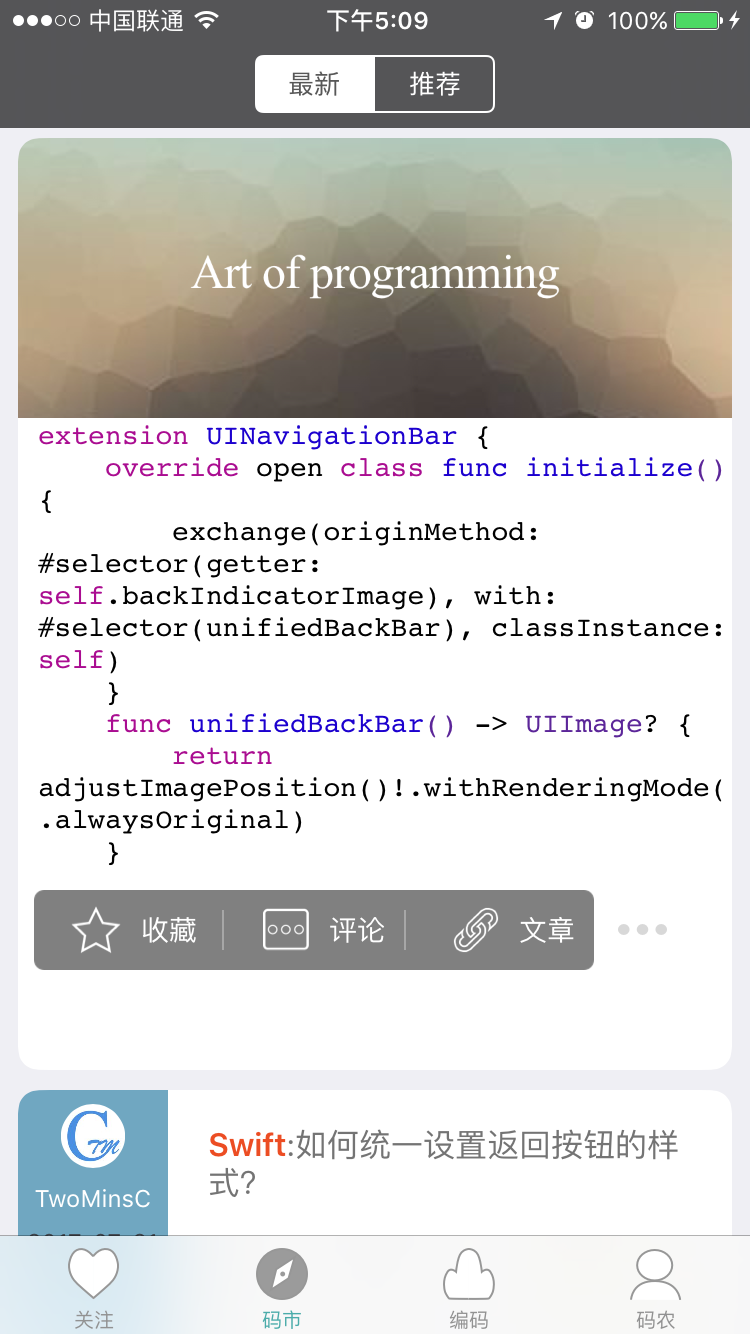 中国联通 下午5:09 100%
最新 推荐
Art of programming
extension UINavigationBar {
    override open class func initialize()
{
        exchange(originMethod:
#selector(getter:
self.backIndicatorImage), with:
#selector(unifiedBackBar), classInstance:
self)
    }
    func unifiedBackBar() -> UIImage? {
        return
adjustImagePosition()!.withRenderingMode(
.alwaysOriginal)
    }
收藏 评论 文章
C
TM
TwoMinsC
Swift:如何统一设置返回按钮的样
式?
关注 码市 编码 码农